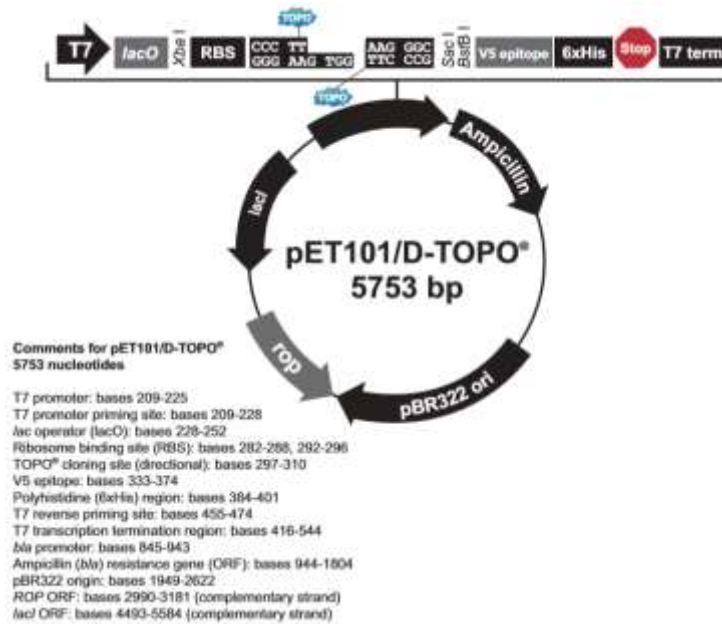 TOPO
T7 lacO Xba I RBS CCC TT AAG GGC Sac I BstB I V5 epitope 6xHis Stop T7 term
GGG AAG TGG TTC CCG
TOPO
Ampicillin
lacI
pET101/D-TOPO®
5753 bp
rop
pBR322 ori
Comments for pET101/D-TOPO®
5753 nucleotides
T7 promoter: bases 209-225
T7 promoter priming site: bases 209-228
lac operator (lacO): bases 228-252
Ribosome binding site (RBS): bases 282-288, 292-296
TOPO® cloning site (directional): bases 297-310
V5 epitope: bases 333-374
Polyhistidine (6xHis) region: bases 384-401
T7 reverse priming site: bases 455-474
T7 transcription termination region: bases 416-544
bla promoter: bases 845-943
Ampicillin (bla) resistance gene (ORF): bases 944-1804
pBR322 origin: bases 1949-2622
ROP ORF: bases 2990-3181 (complementary strand)
lacI ORF: bases 4493-5584 (complementary strand)